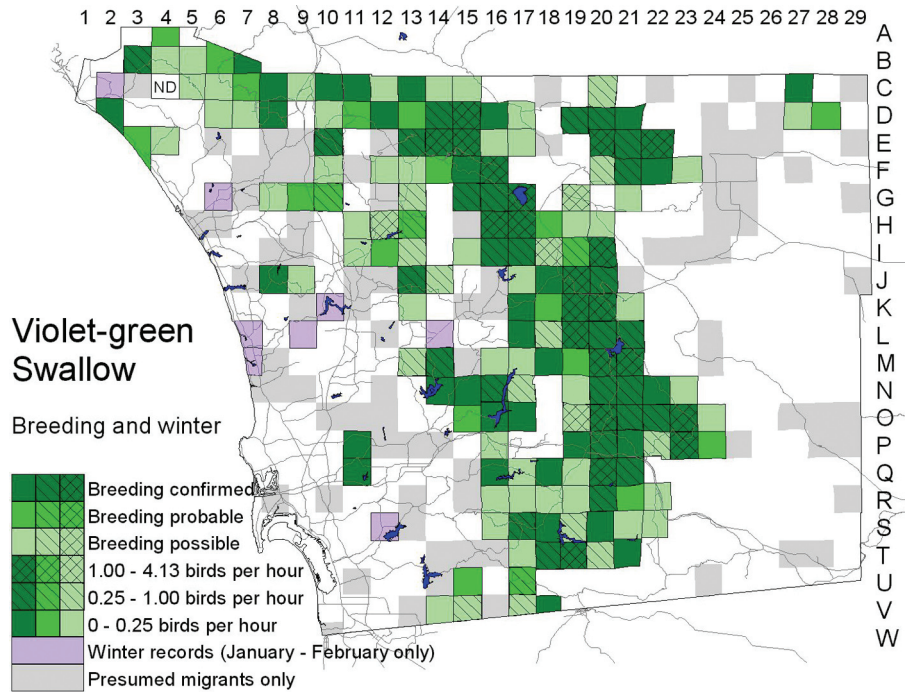 1 2 3 4 5 6 7 8 9 10 11 12 13 14 15 16 17 18 19 20 21 22 23 24 25 26 27 28 29
A
B
C
ND
D
E
F
G
H
I
J
K
L
M
N
O
P
Q
R
S
T
U
V
W
Violet-green
Swallow
Breeding and winter
Breeding confirmed
Breeding probable
Breeding possible
1.00 - 4.13 birds per hour
0.25 - 1.00 birds per hour
0 - 0.25 birds per hour
Winter records (January - February only)
Presumed migrants only